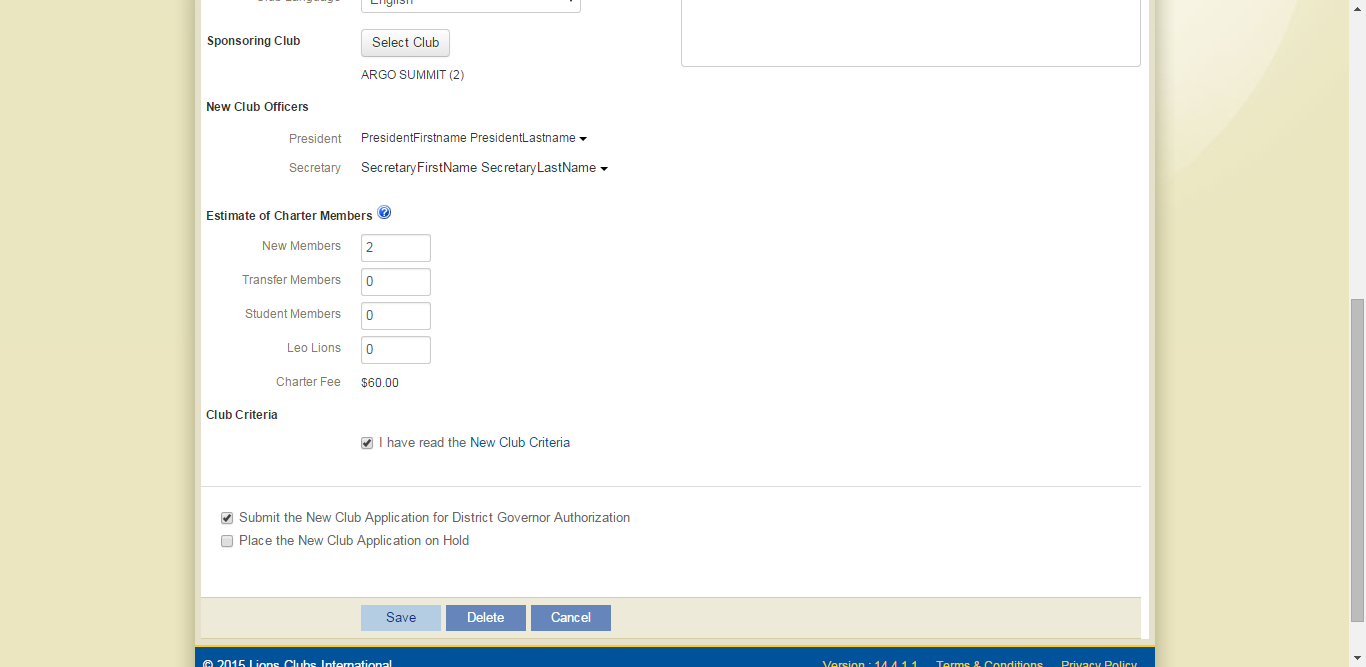 Club Language English
Sponsoring Club Select Club
ARGO SUMMIT (2)
New Club Officers
President PresidentFirstname PresidentLastname
Secretary SecretaryFirstName SecretaryLastName
Estimate of Charter Members ?
New Members 2
Transfer Members 0
Student Members 0
Leo Lions 0
Charter Fee $60.00
Club Criteria
I have read the New Club Criteria
Submit the New Club Application for District Governor Authorization
Place the New Club Application on Hold
Save Delete Cancel
© 2015 Lions Clubs International Version : 14.4.1.1 Terms & Conditions Privacy Policy